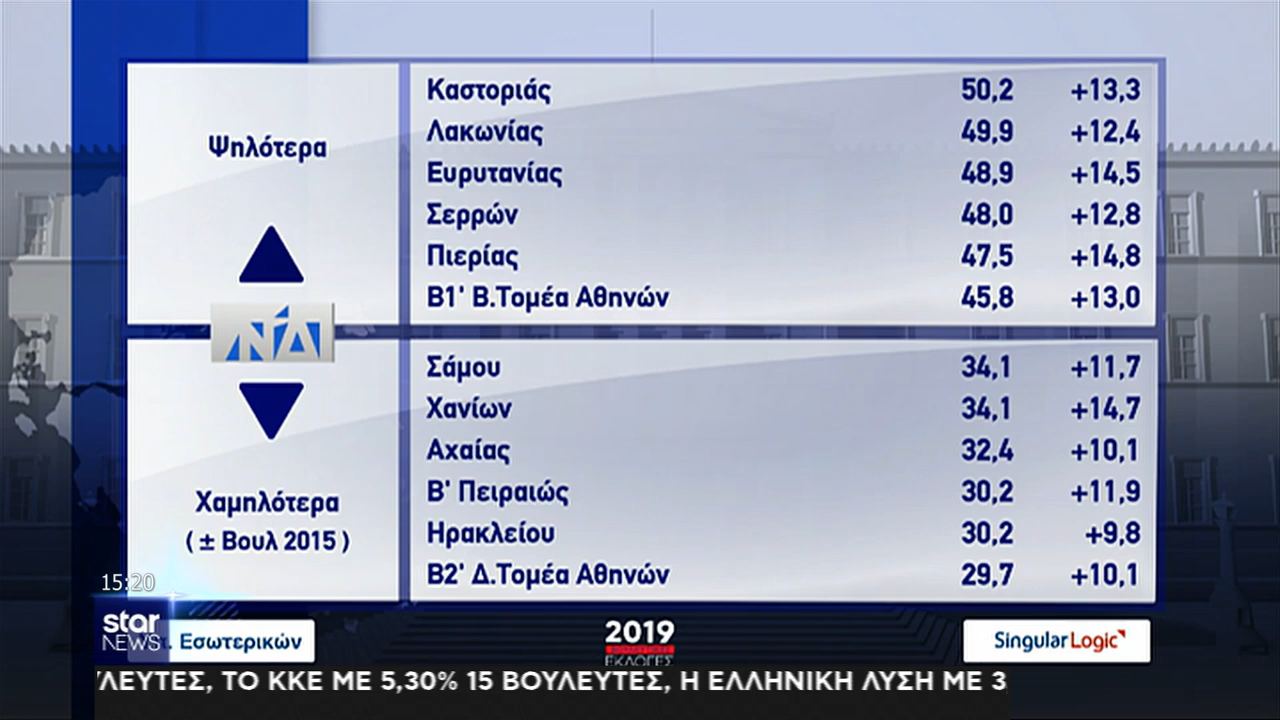 Ψηλότερα
Καστοριάς 50,2 +13,3
Λακωνίας 49,9 +12,4
Ευρυτανίας 48,9 +14,5
Σερρών 48,0 +12,8
Πιερίας 47,5 +14,8
Β1' Β.Τομέα Αθηνών 45,8 +13,0
ΝΔ
Σάμου 34,1 +11,7
Χανίων 34,1 +14,7
Αχαίας 32,4 +10,1
Β' Πειραιώς 30,2 +11,9
Ηρακλείου 30,2 +9,8
Β2' Δ.Τομέα Αθηνών 29,7 +10,1
Χαμηλότερα
( ± Βουλ 2015 )
15:20
star
NEWS
Εσωτερικών
2019
ΒΟΥΛΕΥΤΙΚΕΣ
ΕΚΛΟΓΕΣ
SingularLogic
ΛΕΥΤΕΣ, ΤΟ ΚΚΕ ΜΕ 5,30% 15 ΒΟΥΛΕΥΤΕΣ, Η ΕΛΛΗΝΙΚΗ ΛΥΣΗ ΜΕ 3